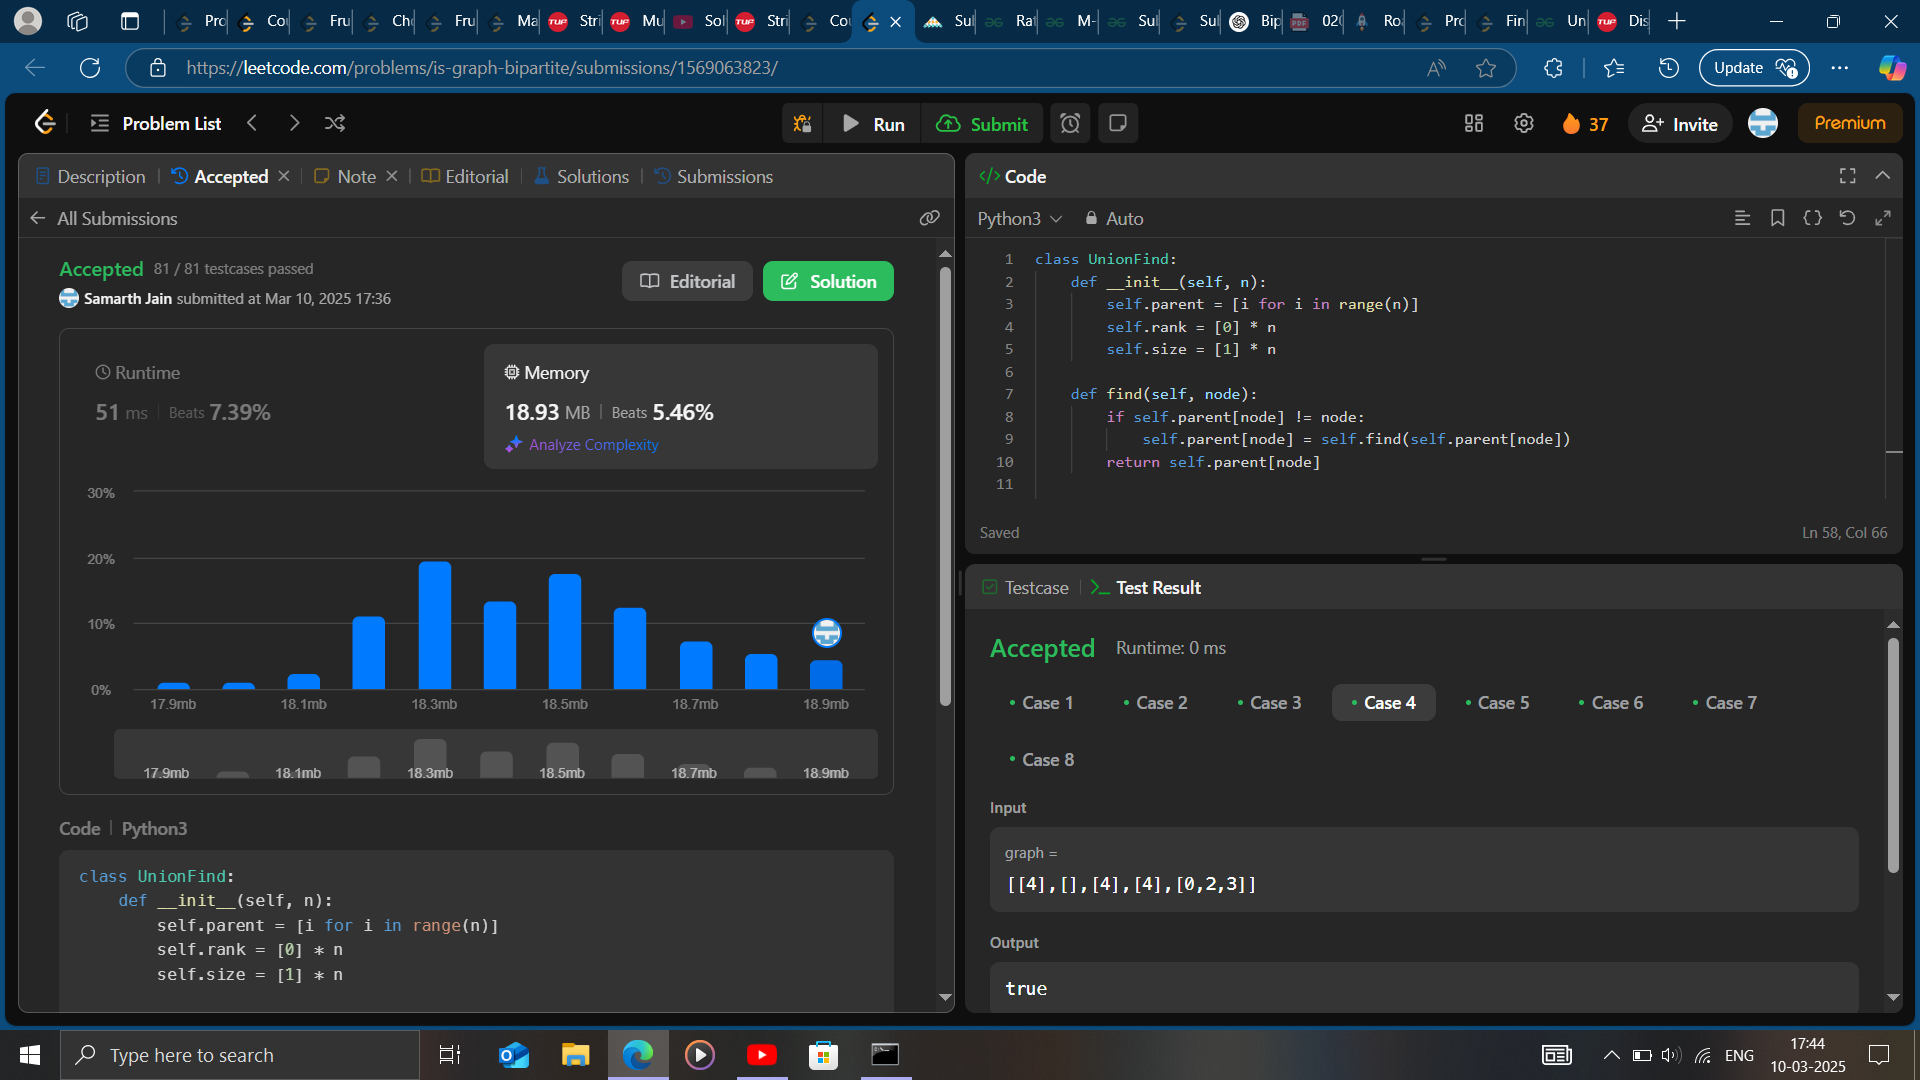 Pro
Cou
Fru
Ch
Fru
Ma
TUF Stri
TUF Mu
Sol
TUF Stri
Cou
Sul
Rat
M-
Sul
Sul
Bip
020
Roa
Pro
Fin
Un
TUF Dis
https://leetcode.com/problems/is-graph-bipartite/submissions/1569063823/
Update
Problem List
Run
Submit
37
Invite
Premium
Description
Accepted
Note
Editorial
Solutions
Submissions
All Submissions
Accepted 81 / 81 testcases passed
Samarth Jain submitted at Mar 10, 2025 17:36
Editorial
Solution
Runtime
51 ms | Beats 7.39%
Memory
18.93 MB | Beats 5.46%
Analyze Complexity
30%
20%
10%
0%
17.9mb 18.1mb 18.3mb 18.5mb 18.7mb 18.9mb
17.9mb 18.1mb 18.3mb 18.5mb 18.7mb 18.9mb
Code | Python3
class UnionFind:
def __init__(self, n):
self.parent = [i for i in range(n)]
self.rank = [0] * n
self.size = [1] * n
</> Code
Python3
Auto
1 class UnionFind:
2 def __init__(self, n):
3 self.parent = [i for i in range(n)]
4 self.rank = [0] * n
5 self.size = [1] * n
6
7 def find(self, node):
8 if self.parent[node] != node:
9 self.parent[node] = self.find(self.parent[node])
10 return self.parent[node]
11
Saved
Ln 58, Col 66
Testcase
Test Result
Accepted Runtime: 0 ms
• Case 1 • Case 2 • Case 3 • Case 4 • Case 5 • Case 6 • Case 7
• Case 8
Input
graph =
[[4],[],[4],[4],[0,2,3]]
Output
true
Type here to search
ENG
17:44
10-03-2025